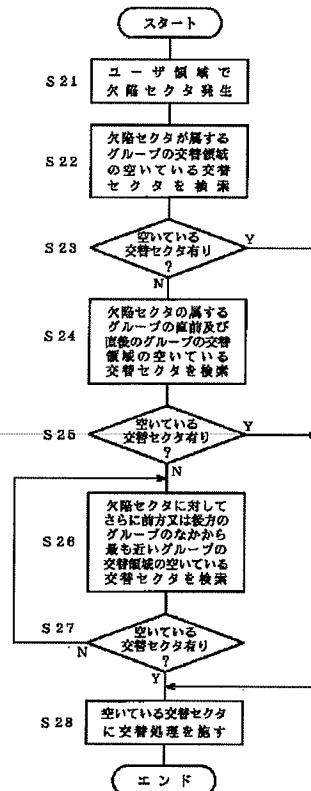 スタート
S21
ユーザ領域で
欠陥セクタ発生
S22
欠陥セクタが属する
グループの交替領域
の空いている交替
セクタを検索
S23
空いている
交替セクタ有り
?
Y
N
S24
欠陥セクタの属する
グループの直前及び
直後のグループの交替
領域の空いている
交替セクタを検索
S25
空いている
交替セクタ有り
?
Y
N
S26
欠陥セクタに対して
さらに前方又は後方の
グループのなかから
最も近いグループの
交替領域の空いている
交替セクタを検索
S27
空いている
交替セクタ有り
?
N
Y
S28
空いている交替セクタ
に交替処理を施す
エンド